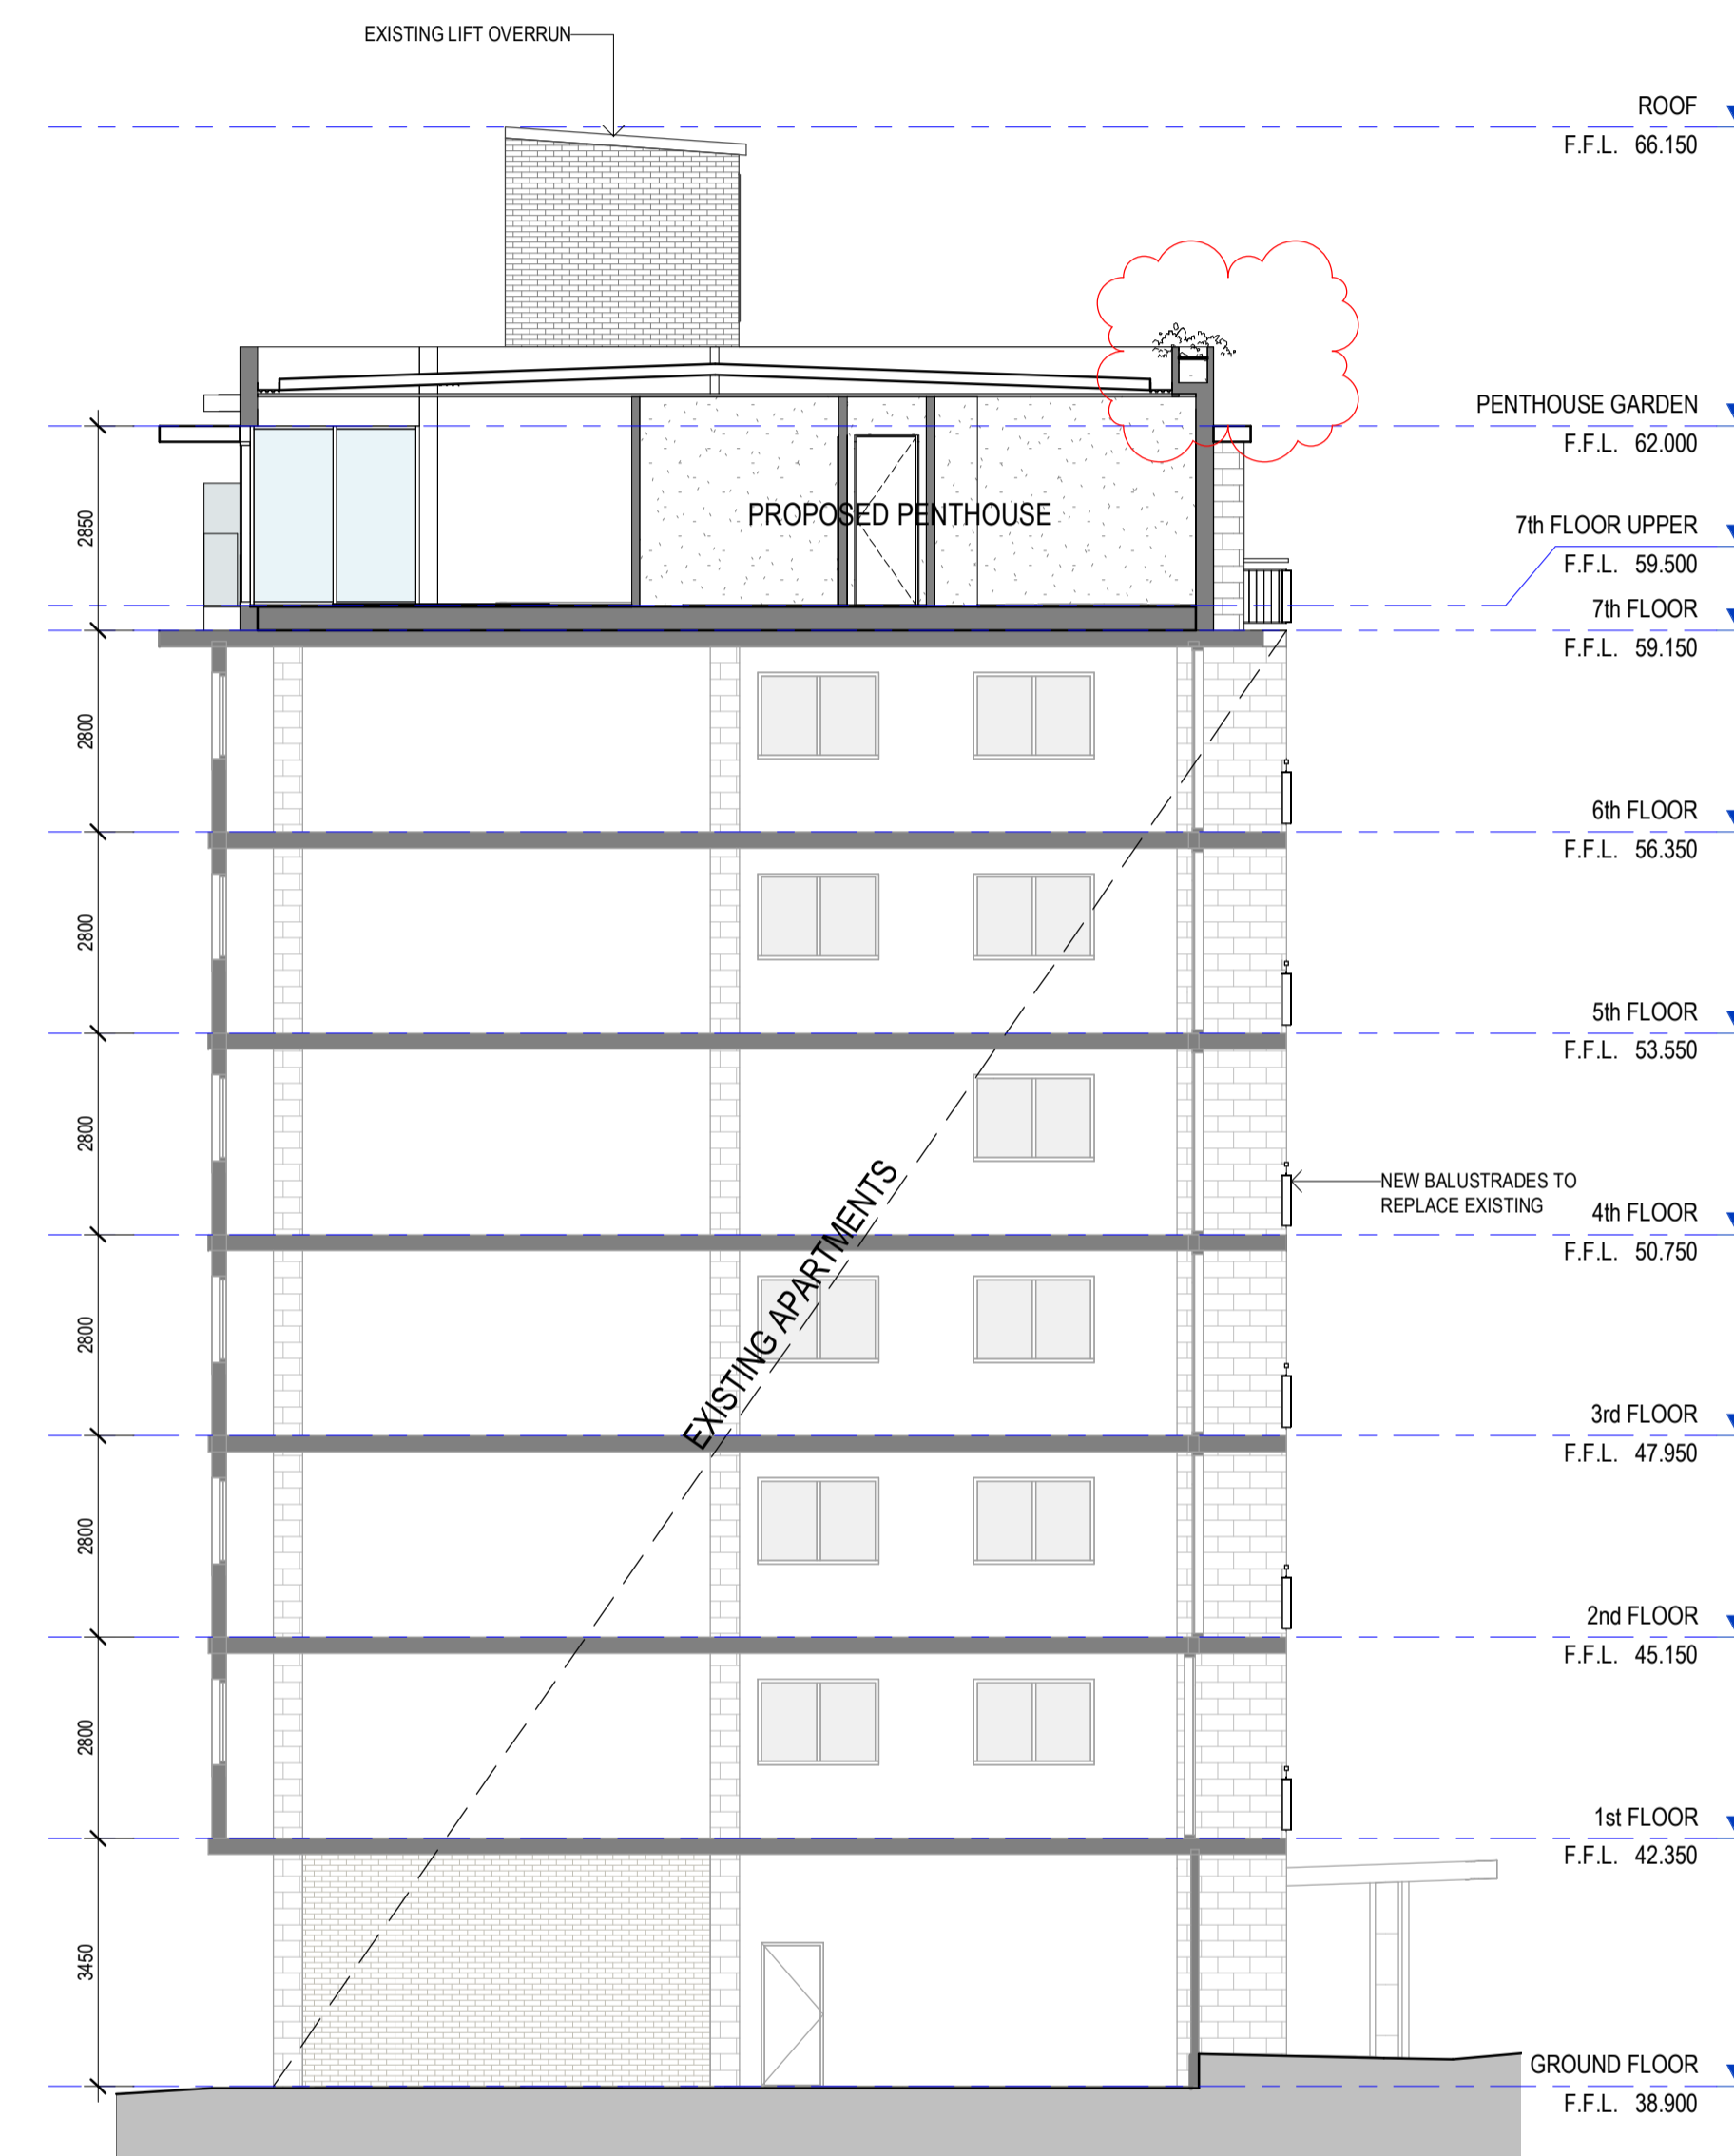 EXISTING LIFT OVERRUN
ROOF
F.F.L. 66.150
PENTHOUSE GARDEN
F.F.L. 62.000
2850
PROPOSED PENTHOUSE
7th FLOOR UPPER
F.F.L. 59.500
7th FLOOR
F.F.L. 59.150
2800
6th FLOOR
F.F.L. 56.350
2800
5th FLOOR
F.F.L. 53.550
2800
NEW BALUSTRADES TO
REPLACE EXISTING
4th FLOOR
F.F.L. 50.750
EXISTING APARTMENTS
2800
3rd FLOOR
F.F.L. 47.950
2800
2nd FLOOR
F.F.L. 45.150
2800
1st FLOOR
F.F.L. 42.350
3450
GROUND FLOOR
F.F.L. 38.900